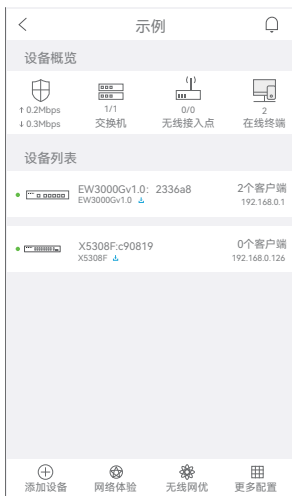 示例
设备概览
↑ 0.2Mbps
↓ 0.3Mbps
1/1
交换机
0/0
无线接入点
2
在线终端
设备列表
EW3000Gv1.0: 2336a8
EW3000Gv1.0
2个客户端
192.168.0.1
X5308F:c90819
X5308F
0个客户端
192.168.0.126
添加设备
网络体验
无线网优
更多配置